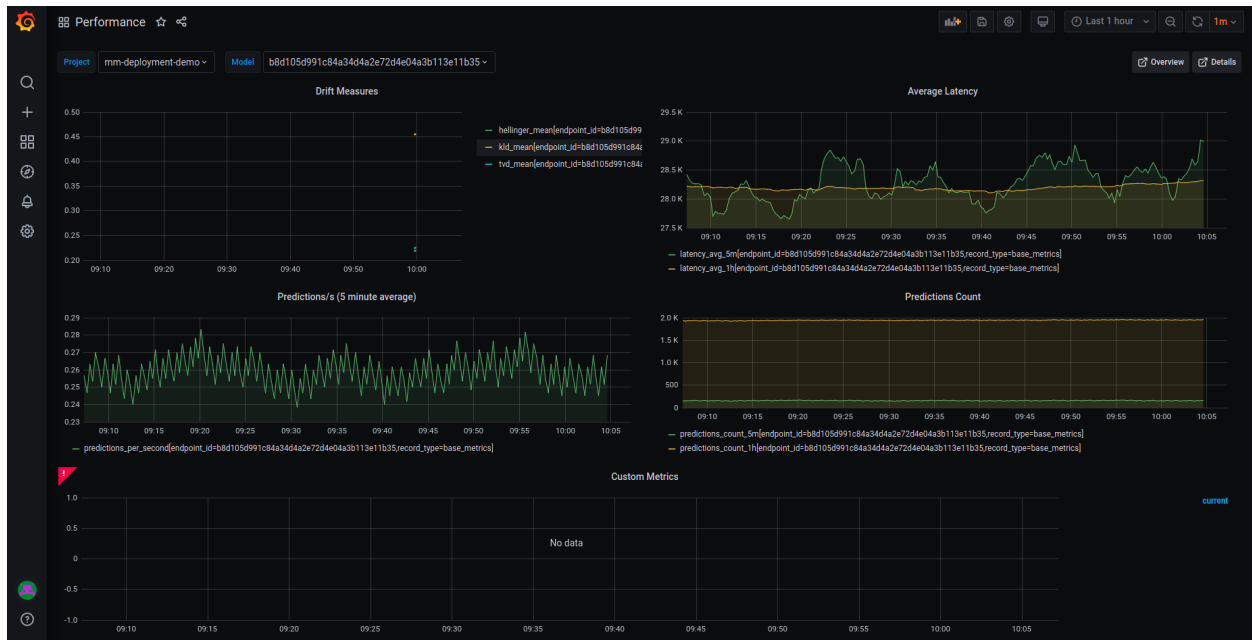 Performance
Last 1 hour
1m
Project mm-deployment-demo Model b8d105d991c84a34d4a2e72d4e04a3b113e11b35
Overview Details
Drift Measures
0.50
0.45
0.40
0.35
0.30
0.25
0.20
09:10 09:20 09:30 09:40 09:50 10:00
hellinger_mean[endpoint_id=b8d105d99
kld_mean[endpoint_id=b8d105d991c84a
tvd_mean[endpoint_id=b8d105d991c84a
Average Latency
29.5 K
29.0 K
28.5 K
28.0 K
27.5 K
09:10 09:15 09:20 09:25 09:30 09:35 09:40 09:45 09:50 09:55 10:00 10:05
latency_avg_5m[endpoint_id=b8d105d991c84a34d4a2e72d4e04a3b113e11b35,record_type=base_metrics]
latency_avg_1h[endpoint_id=b8d105d991c84a34d4a2e72d4e04a3b113e11b35,record_type=base_metrics]
Predictions/s (5 minute average)
0.29
0.28
0.27
0.26
0.25
0.24
0.23
09:10 09:15 09:20 09:25 09:30 09:35 09:40 09:45 09:50 09:55 10:00 10:05
predictions_per_second[endpoint_id=b8d105d991c84a34d4a2e72d4e04a3b113e11b35,record_type=base_metrics]
Predictions Count
2.0 K
1.5 K
1.0 K
500
0
09:10 09:15 09:20 09:25 09:30 09:35 09:40 09:45 09:50 09:55 10:00 10:05
predictions_count_5m[endpoint_id=b8d105d991c84a34d4a2e72d4e04a3b113e11b35,record_type=base_metrics]
predictions_count_1h[endpoint_id=b8d105d991c84a34d4a2e72d4e04a3b113e11b35,record_type=base_metrics]
!
Custom Metrics
current
1.0
0.5
0
-0.5
-1.0
No data
09:10 09:15 09:20 09:25 09:30 09:35 09:40 09:45 09:50 09:55 10:00 10:05